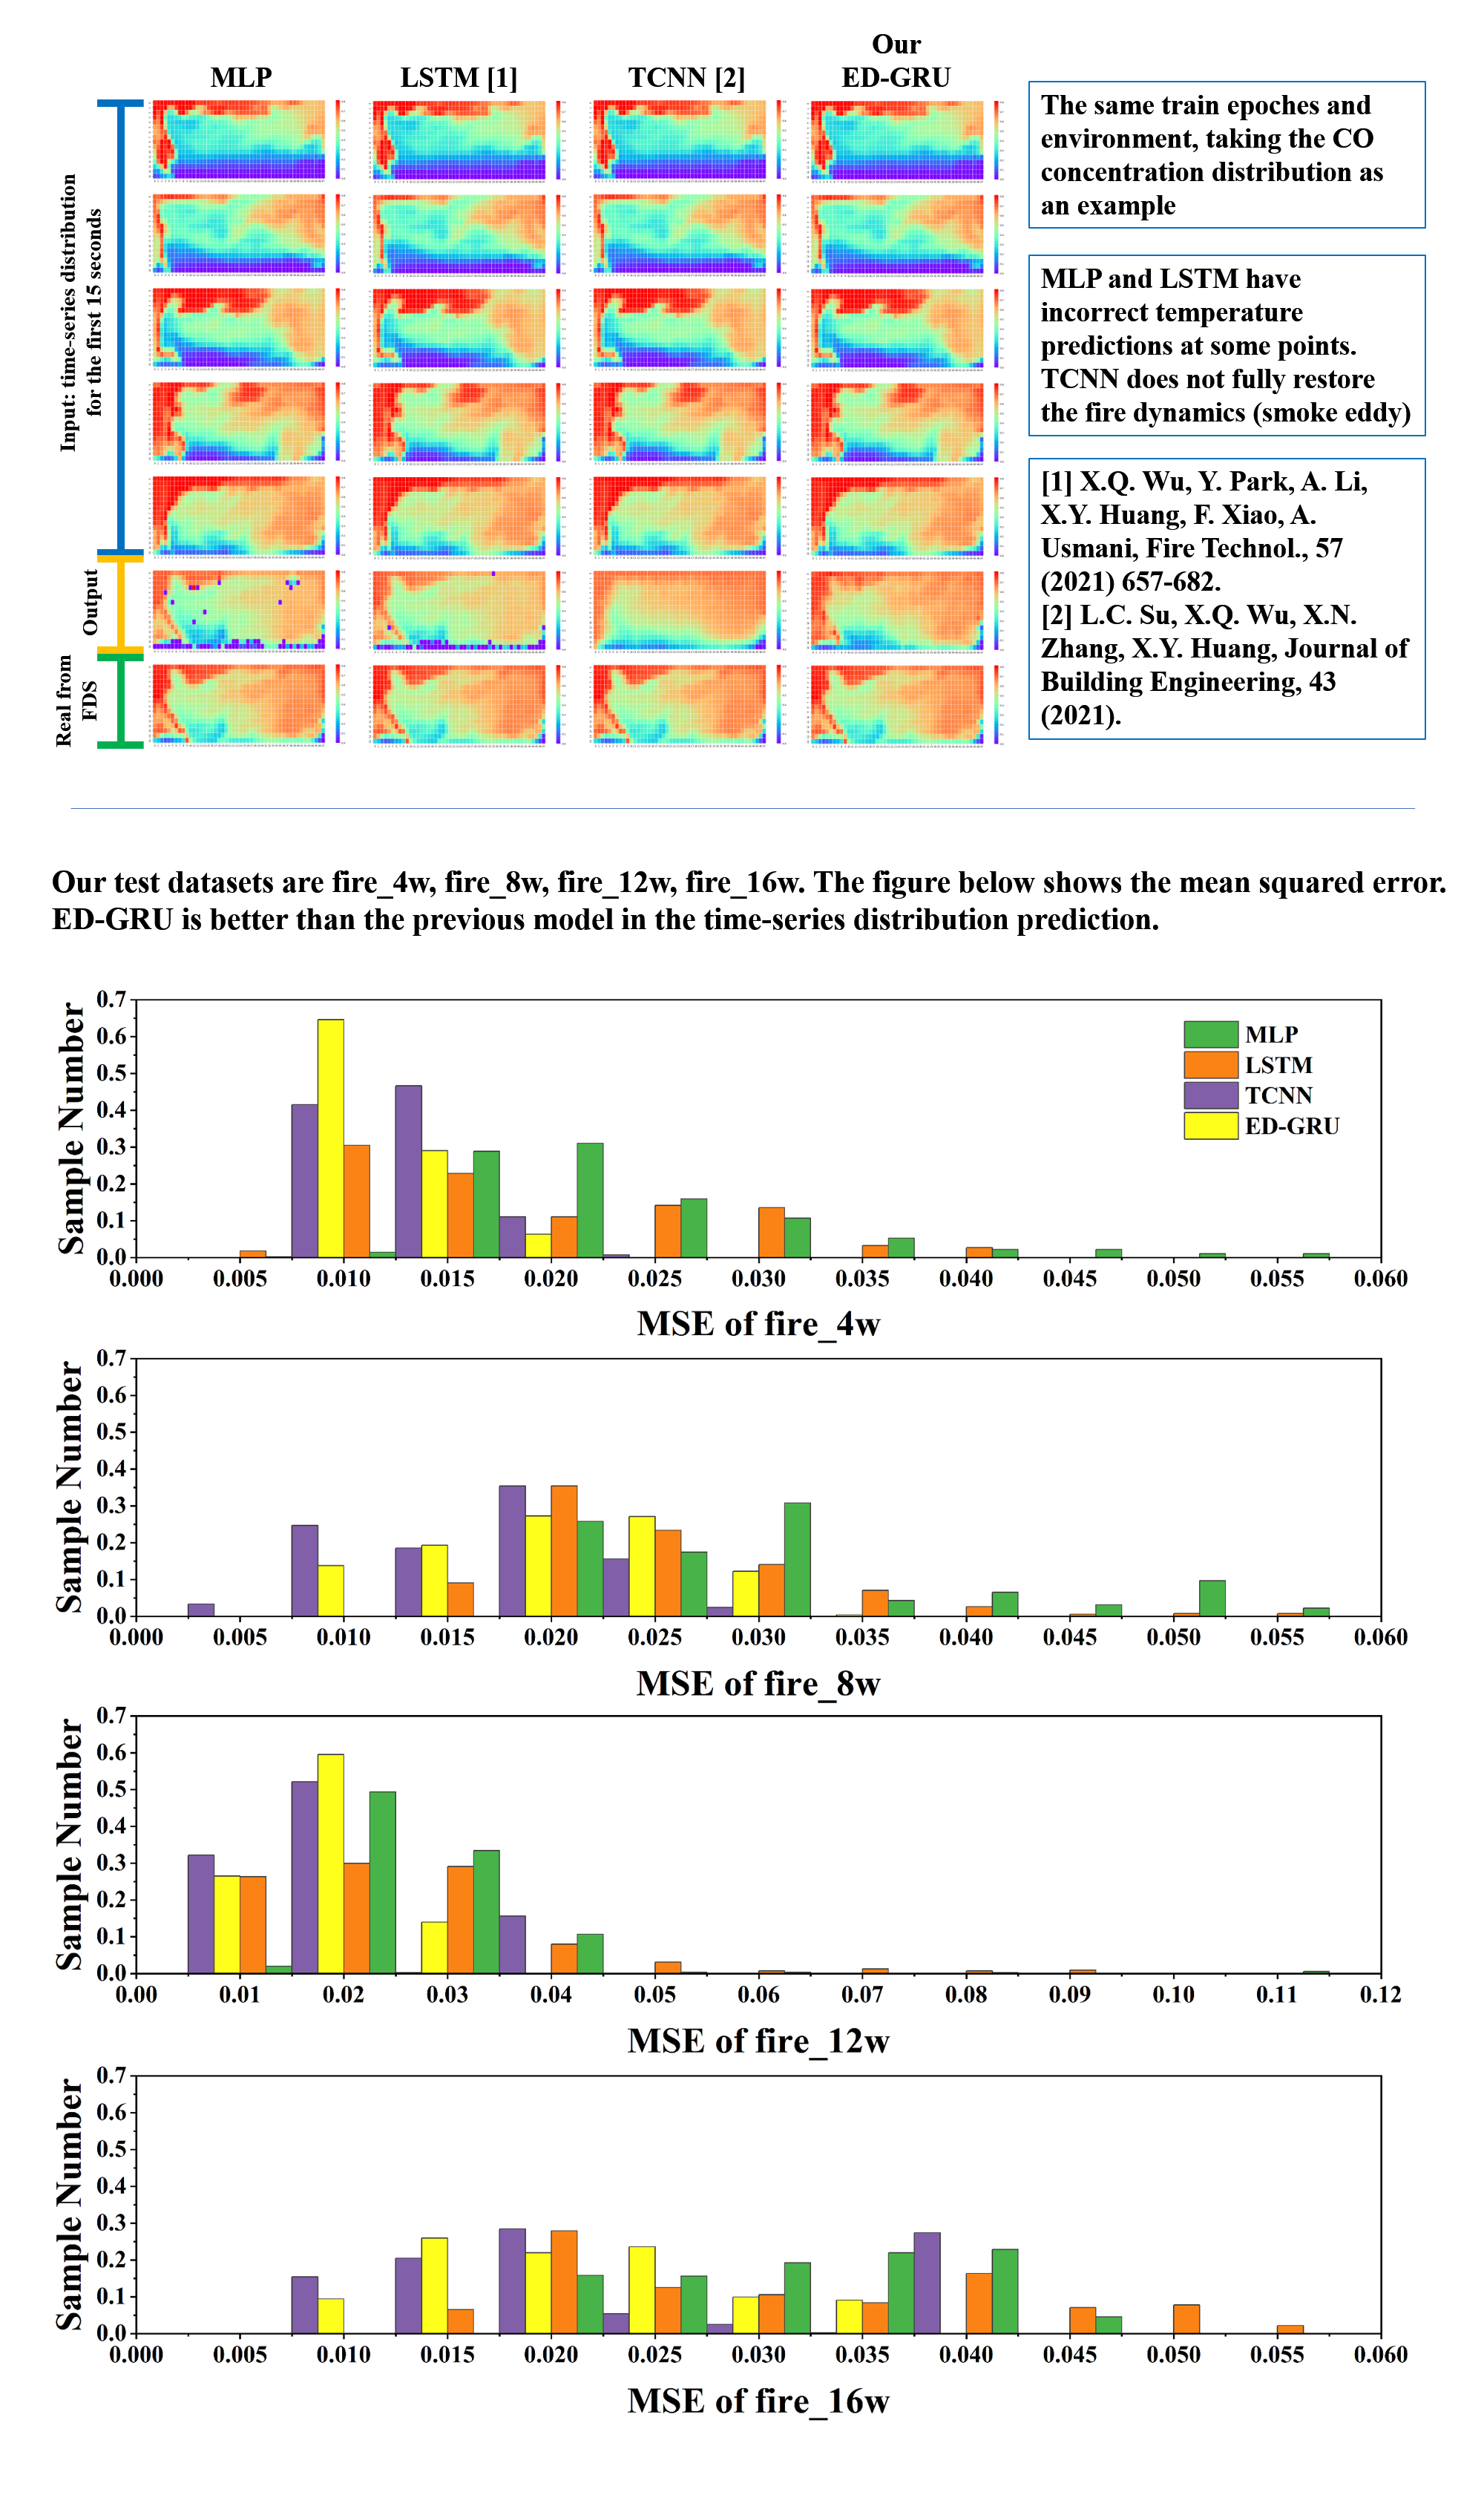 Our
MLP LSTM [1] TCNN [2] ED-GRU
Input: time-series distribution
for the first 15 seconds
Output
Real from
FDS
The same train epoches and
environment, taking the CO
concentration distribution as
an example
MLP and LSTM have
incorrect temperature
predictions at some points.
TCNN does not fully restore
the fire dynamics (smoke eddy)
[1] X.Q. Wu, Y. Park, A. Li,
X.Y. Huang, F. Xiao, A.
Usmani, Fire Technol., 57
(2021) 657-682.
[2] L.C. Su, X.Q. Wu, X.N.
Zhang, X.Y. Huang, Journal of
Building Engineering, 43
(2021).
Our test datasets are fire_4w, fire_8w, fire_12w, fire_16w. The figure below shows the mean squared error.
ED-GRU is better than the previous model in the time-series distribution prediction.
Sample Number
0.7
0.6
0.5
0.4
0.3
0.2
0.1
0.0
MLP
LSTM
TCNN
ED-GRU
0.000 0.005 0.010 0.015 0.020 0.025 0.030 0.035 0.040 0.045 0.050 0.055 0.060
MSE of fire_4w
Sample Number
0.7
0.6
0.5
0.4
0.3
0.2
0.1
0.0
0.000 0.005 0.010 0.015 0.020 0.025 0.030 0.035 0.040 0.045 0.050 0.055 0.060
MSE of fire_8w
Sample Number
0.7
0.6
0.5
0.4
0.3
0.2
0.1
0.0
0.00 0.01 0.02 0.03 0.04 0.05 0.06 0.07 0.08 0.09 0.10 0.11 0.12
MSE of fire_12w
Sample Number
0.7
0.6
0.5
0.4
0.3
0.2
0.1
0.0
0.000 0.005 0.010 0.015 0.020 0.025 0.030 0.035 0.040 0.045 0.050 0.055 0.060
MSE of fire_16w